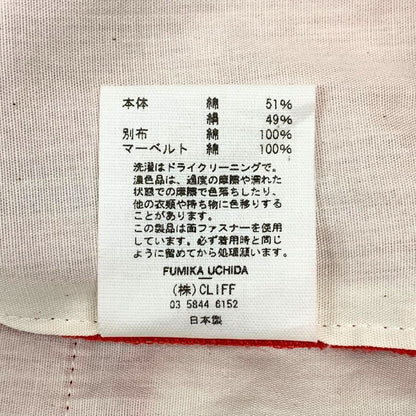 本体 綿 51%
絹 49%
別布 綿 100%
マーベルト 綿 100%
洗濯はドライクリーニングで。
濃色品は、過度の摩擦や濡れた
状態での摩擦で色落ちしたり、
他の衣類や持ち物に色移りする
ことがあります。
この製品は面ファスナーを使用
しています。必ず着用時と同じ
ように留めてから処理願います。
FUMIKA UCHIDA
(株)CLIFF
03 5844 6152
日本製